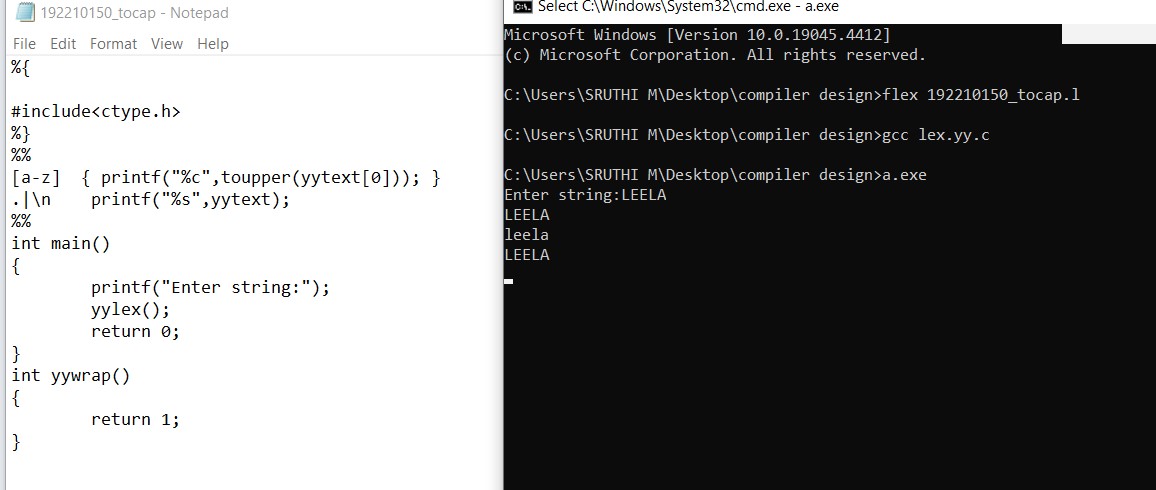 192210150_tocap - Notepad
File Edit Format View Help
%{
#include<ctype.h>
%}
%%
[a-z]  { printf("%c",toupper(yytext[0])); }
.|\n    printf("%s",yytext);
%%
int main()
{
        printf("Enter string:");
        yylex();
        return 0;
}
int yywrap()
{
        return 1;
}
Select C:\Windows\System32\cmd.exe - a.exe
Microsoft Windows [Version 10.0.19045.4412]
(c) Microsoft Corporation. All rights reserved.
C:\Users\SRUTHI M\Desktop\compiler design>flex 192210150_tocap.l
C:\Users\SRUTHI M\Desktop\compiler design>gcc lex.yy.c
C:\Users\SRUTHI M\Desktop\compiler design>a.exe
Enter string:LEELA
LEELA
leela
LEELA